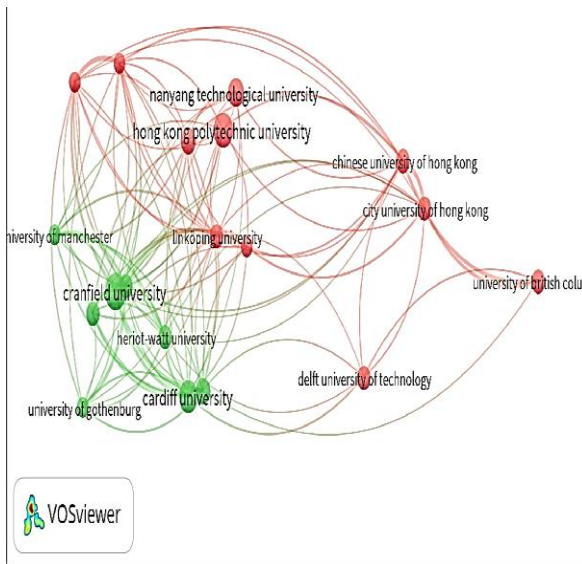 nanyang technological university
hong kong polytechnic university
chinese university of hong kong
city university of hong kong
niversity of manchester
linkoping university
university of british colu
cranfield university
heriot-watt university
delft university of technology
cardiff university
university of gothenburg
VOSviewer